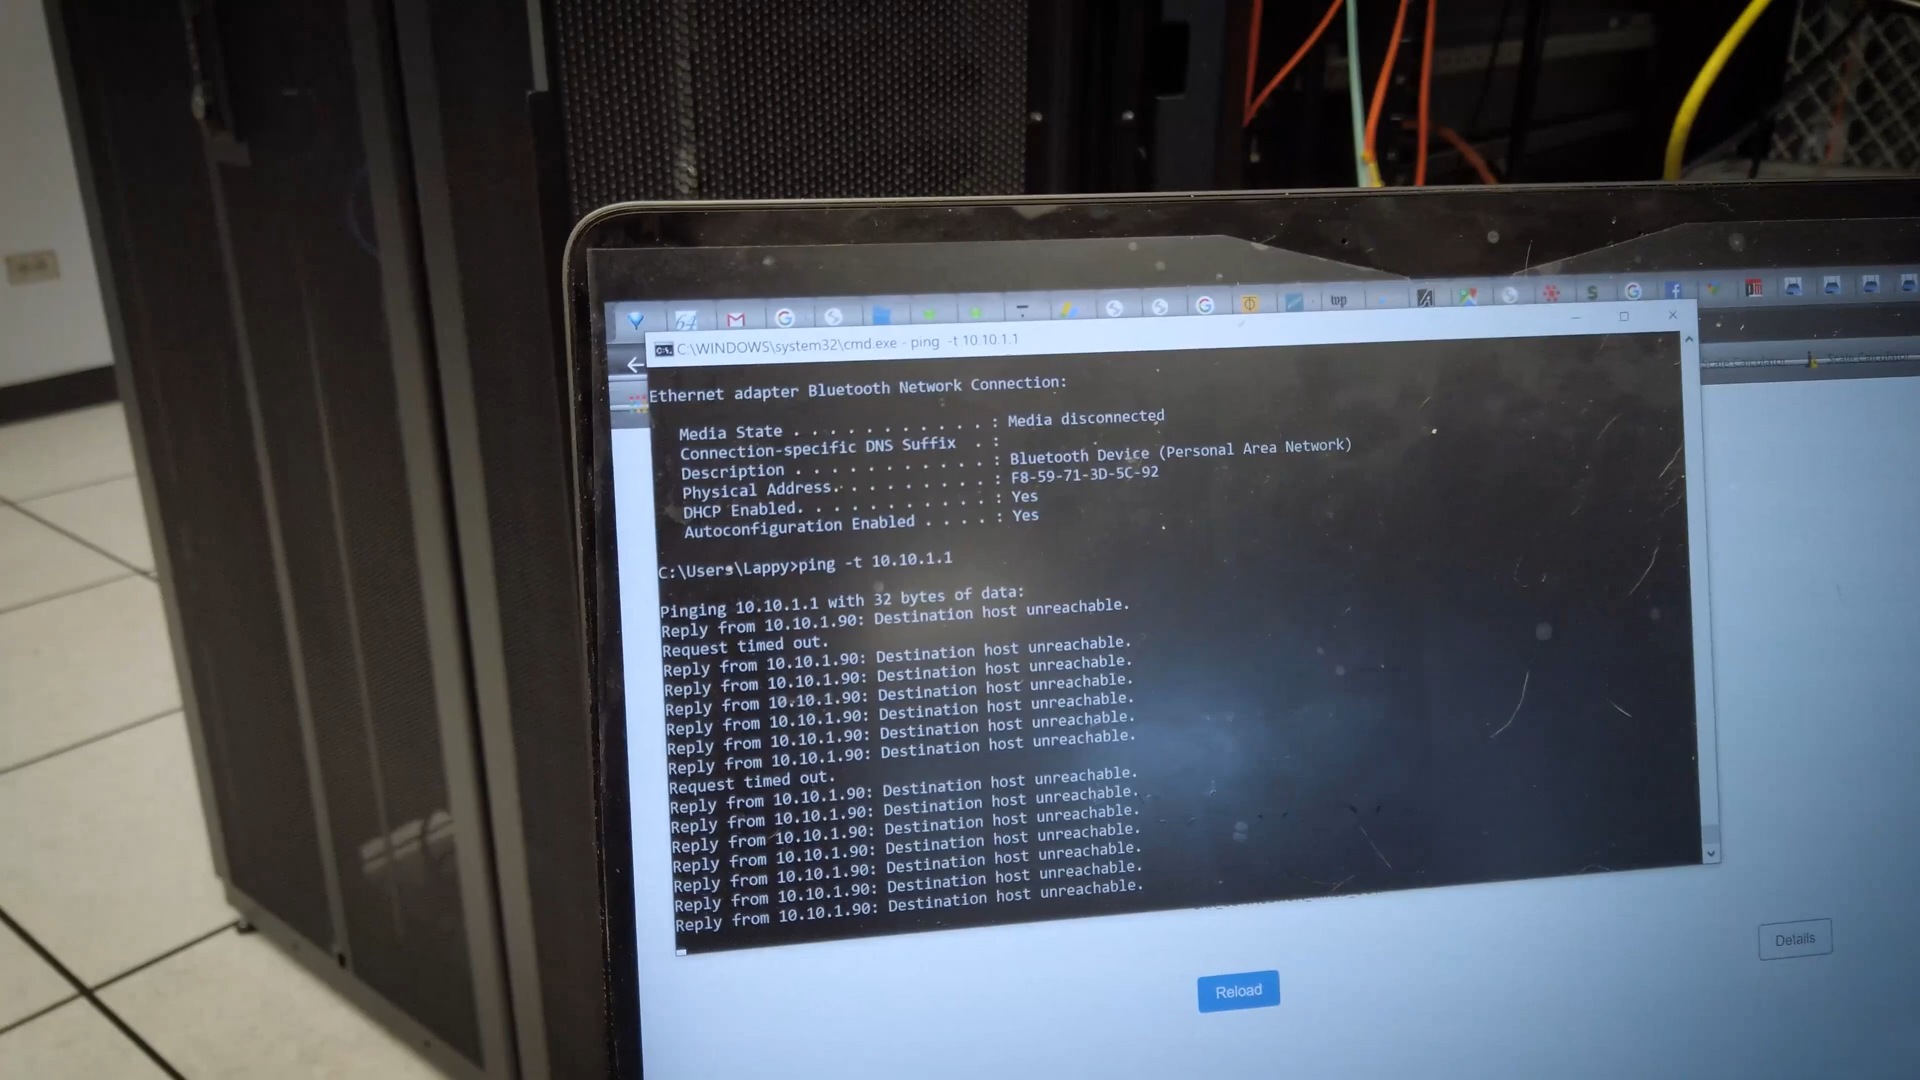 wp
C:\WINDOWS\system32\cmd.exe - ping -t 10.10.1.1
Scale Calculator
Scale Calculator
Ethernet adapter Bluetooth Network Connection:
Media State . . . . . . . . . . . : Media disconnected
Connection-specific DNS Suffix . :
Description . . . . . . . . . . . : Bluetooth Device (Personal Area Network)
Physical Address. . . . . . . . . : F8-59-71-3D-5C-92
DHCP Enabled. . . . . . . . . . . : Yes
Autoconfiguration Enabled . . . . : Yes
C:\Users\Lappy>ping -t 10.10.1.1
Pinging 10.10.1.1 with 32 bytes of data:
Reply from 10.10.1.90: Destination host unreachable.
Request timed out.
Reply from 10.10.1.90: Destination host unreachable.
Reply from 10.10.1.90: Destination host unreachable.
Reply from 10.10.1.90: Destination host unreachable.
Reply from 10.10.1.90: Destination host unreachable.
Reply from 10.10.1.90: Destination host unreachable.
Reply from 10.10.1.90: Destination host unreachable.
Request timed out.
Reply from 10.10.1.90: Destination host unreachable.
Reply from 10.10.1.90: Destination host unreachable.
Reply from 10.10.1.90: Destination host unreachable.
Reply from 10.10.1.90: Destination host unreachable.
Reply from 10.10.1.90: Destination host unreachable.
Reply from 10.10.1.90: Destination host unreachable.
Reply from 10.10.1.90: Destination host unreachable.
Details
Reload